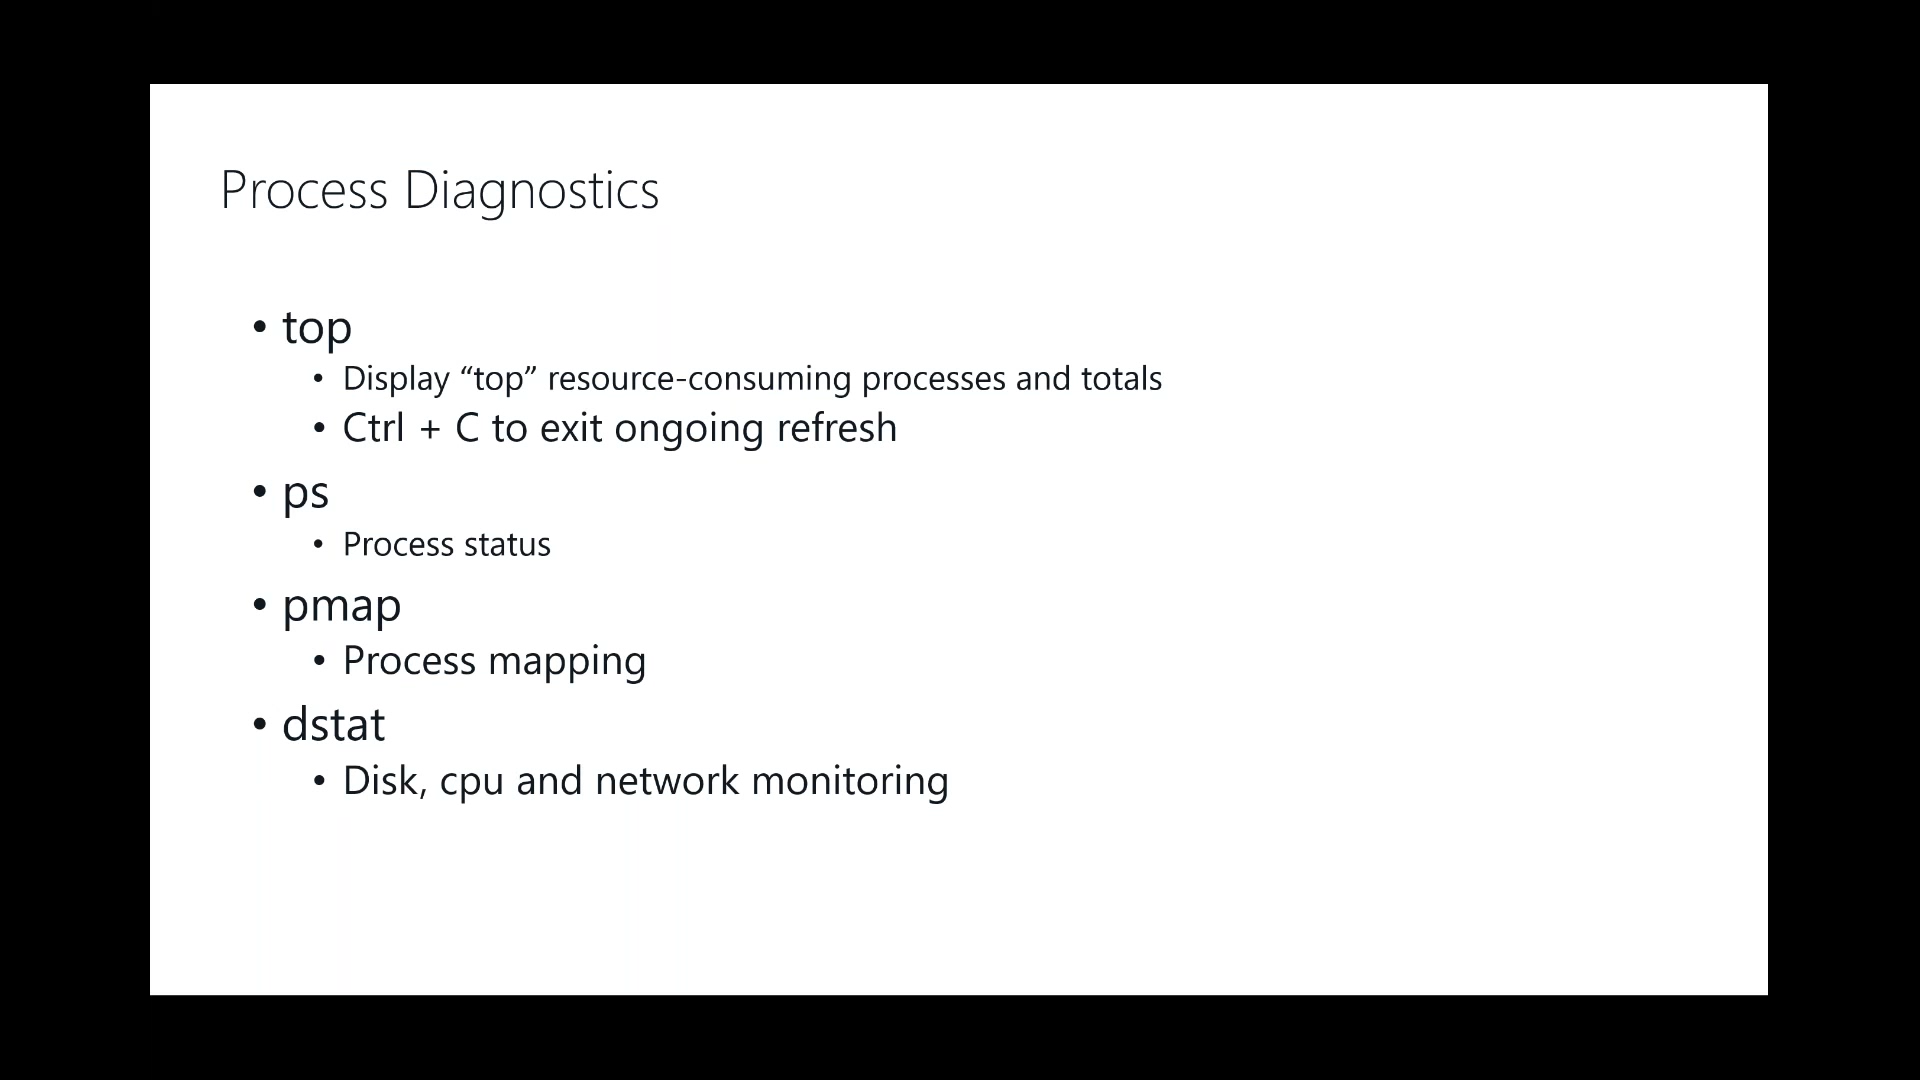 Process Diagnostics
• top
• Display “top” resource-consuming processes and totals
• Ctrl + C to exit ongoing refresh
• ps
• Process status
• pmap
• Process mapping
• dstat
• Disk, cpu and network monitoring